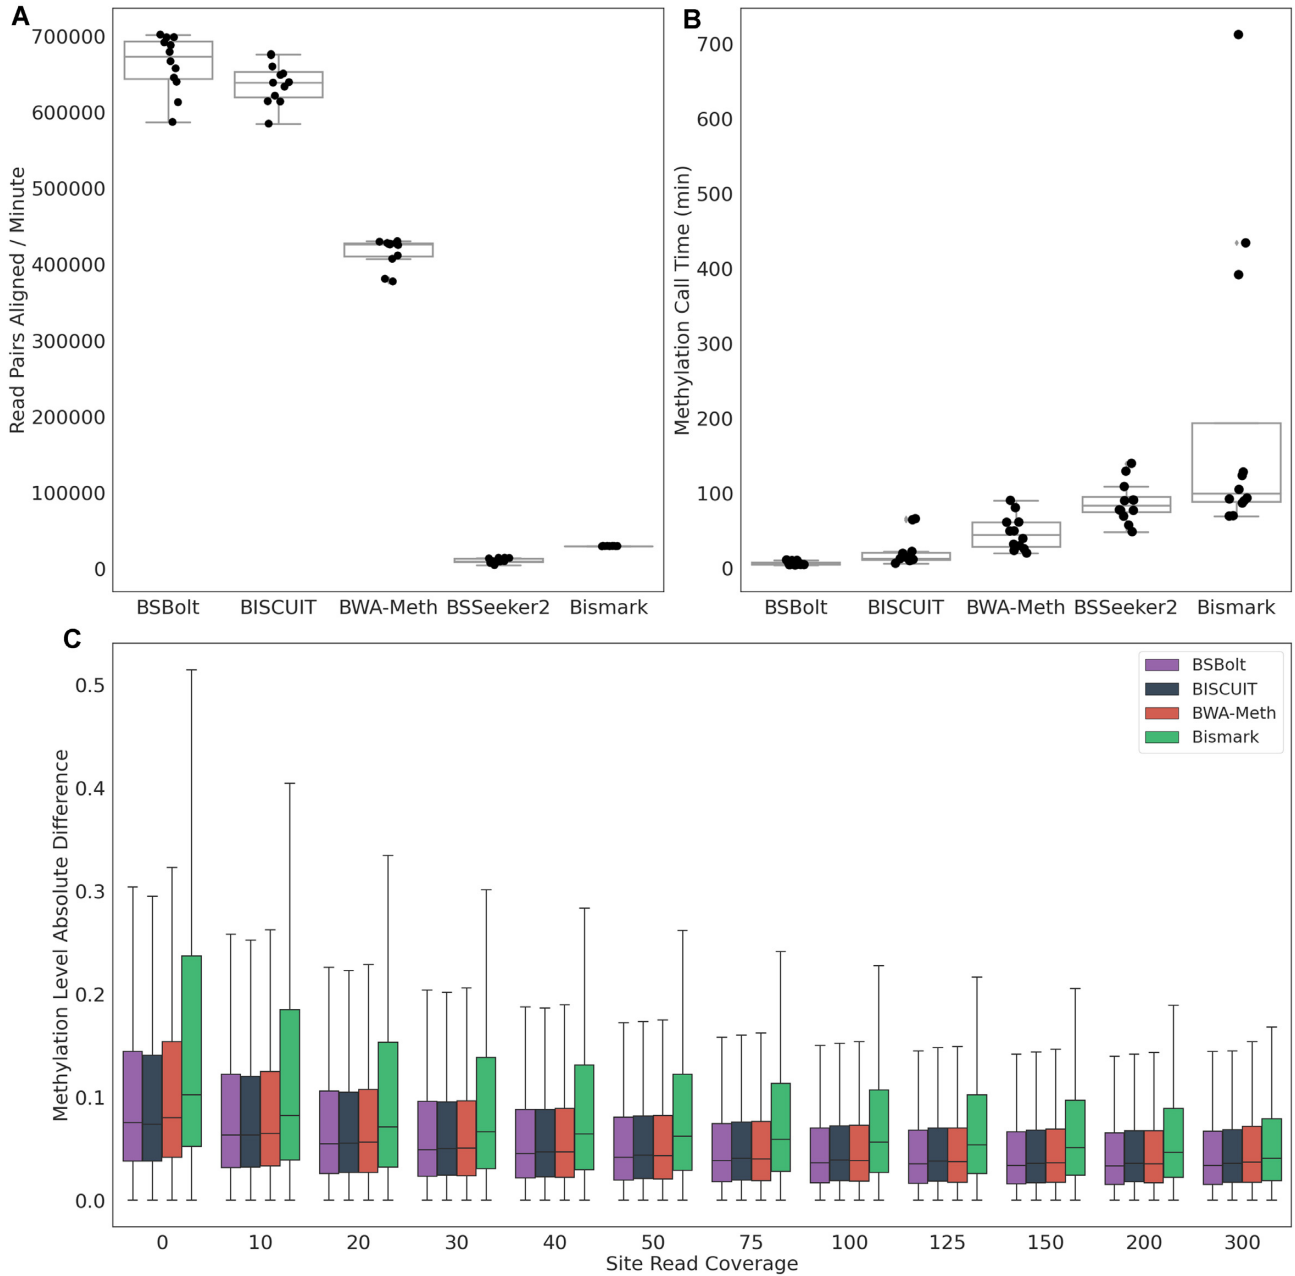 A
Read Pairs Aligned / Minute
700000
600000
500000
400000
300000
200000
100000
0
BSBolt BISCUIT BWA-Meth BSSeeker2 Bismark
B
Methylation Call Time (min)
700
600
500
400
300
200
100
0
BSBolt BISCUIT BWA-Meth BSSeeker2 Bismark
C
Methylation Level Absolute Difference
0.5
0.4
0.3
0.2
0.1
0.0
BSBolt
BISCUIT
BWA-Meth
Bismark
0 10 20 30 40 50 75 100 125 150 200 300
Site Read Coverage